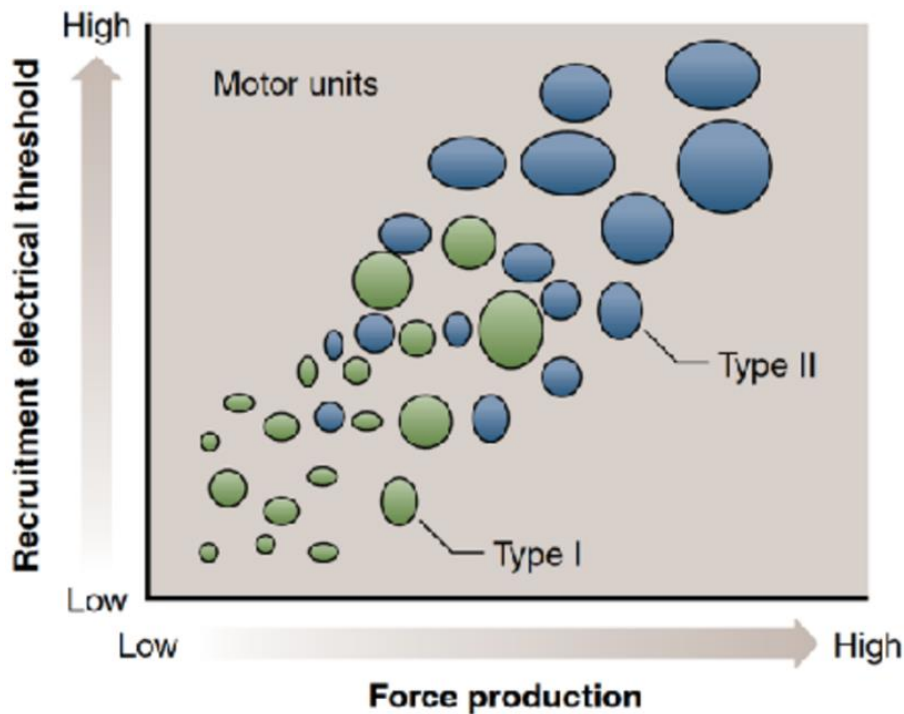 High
Motor units
Recruitment electrical threshold
Type II
Type I
Low
Low
High
Force production